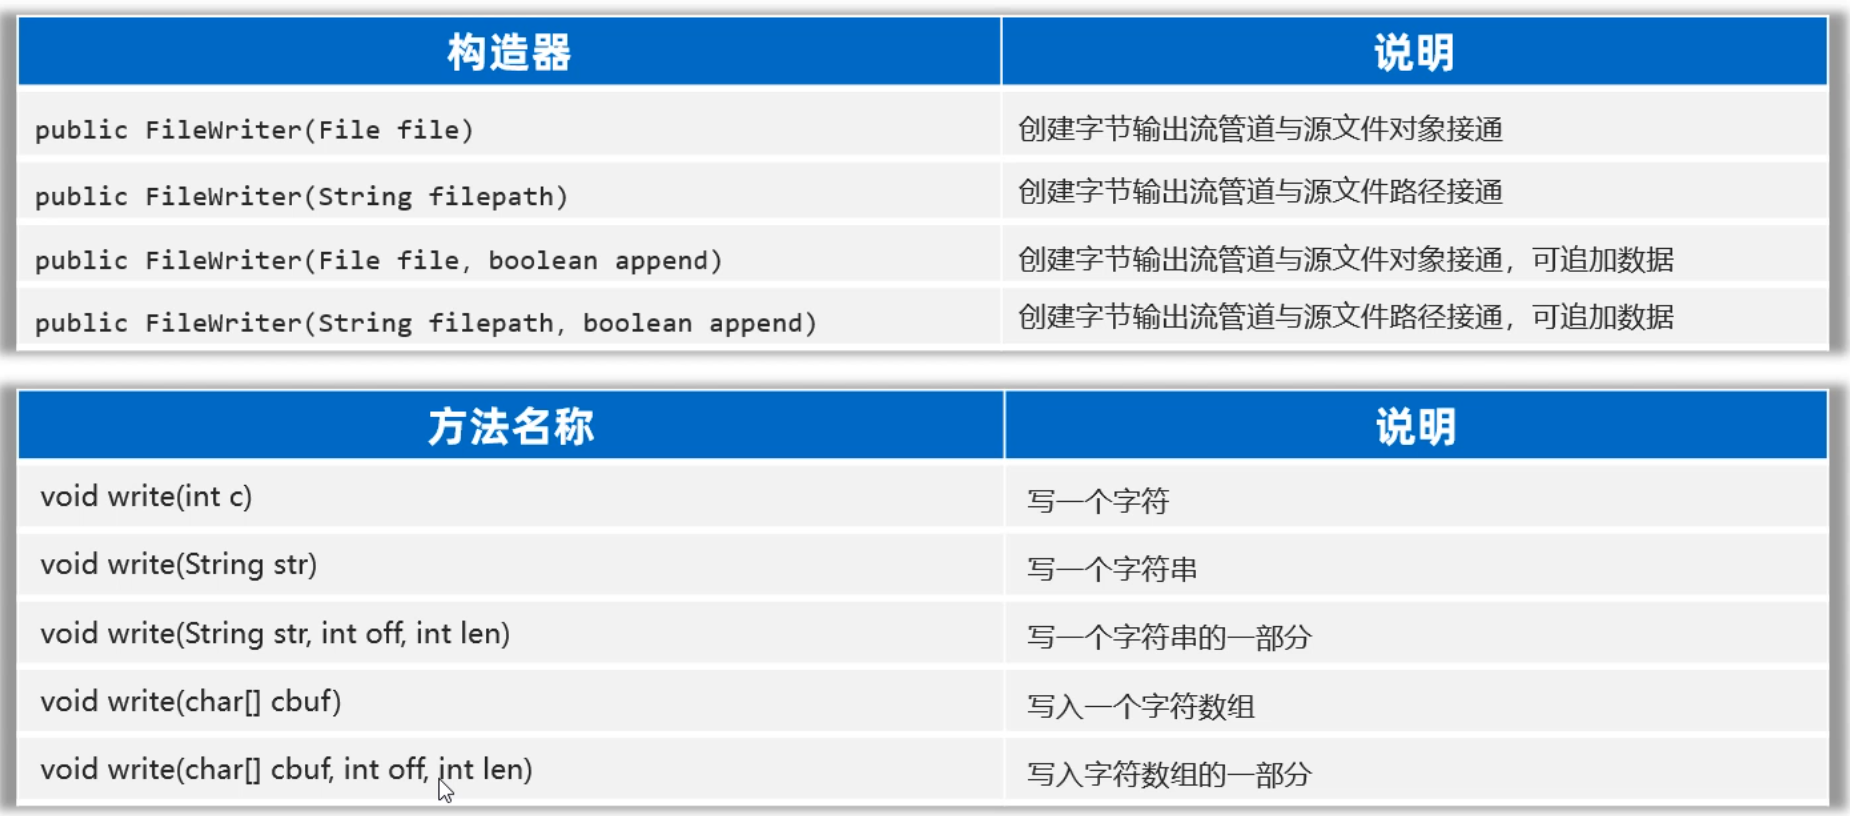 构造器 说明
public FileWriter(File file) 创建字节输出流管道与源文件对象接通
public FileWriter(String filepath) 创建字节输出流管道与源文件路径接通
public FileWriter(File file, boolean append) 创建字节输出流管道与源文件对象接通，可追加数据
public FileWriter(String filepath, boolean append) 创建字节输出流管道与源文件路径接通，可追加数据
方法名称 说明
void write(int c) 写一个字符
void write(String str) 写一个字符串
void write(String str, int off, int len) 写一个字符串的一部分
void write(char[] cbuf) 写入一个字符数组
void write(char[] cbuf, int off, int len) 写入字符数组的一部分